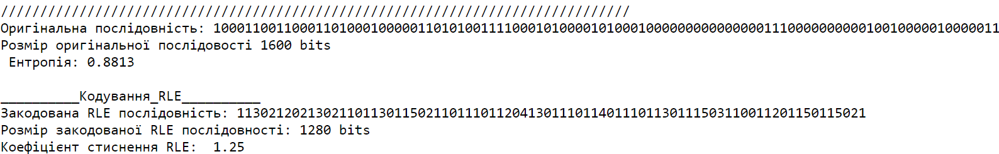 ////////////////////////////////////////////////////////////////////////////////
Оригінальна послідовність: 1000110011000110100010000011010100111100010100001010001000000000000000111000000000010010000010000011
Розмір оригінальної послідовості 1600 bits
Ентропія: 0.8813
__________Кодування_RLE__________
Закодована RLE послідовність: 11302120213021101130115021101110112041301110114011101130111503110011201150115021
Розмір закодованої RLE послідовності: 1280 bits
Коефіцієнт стиснення RLE:  1.25